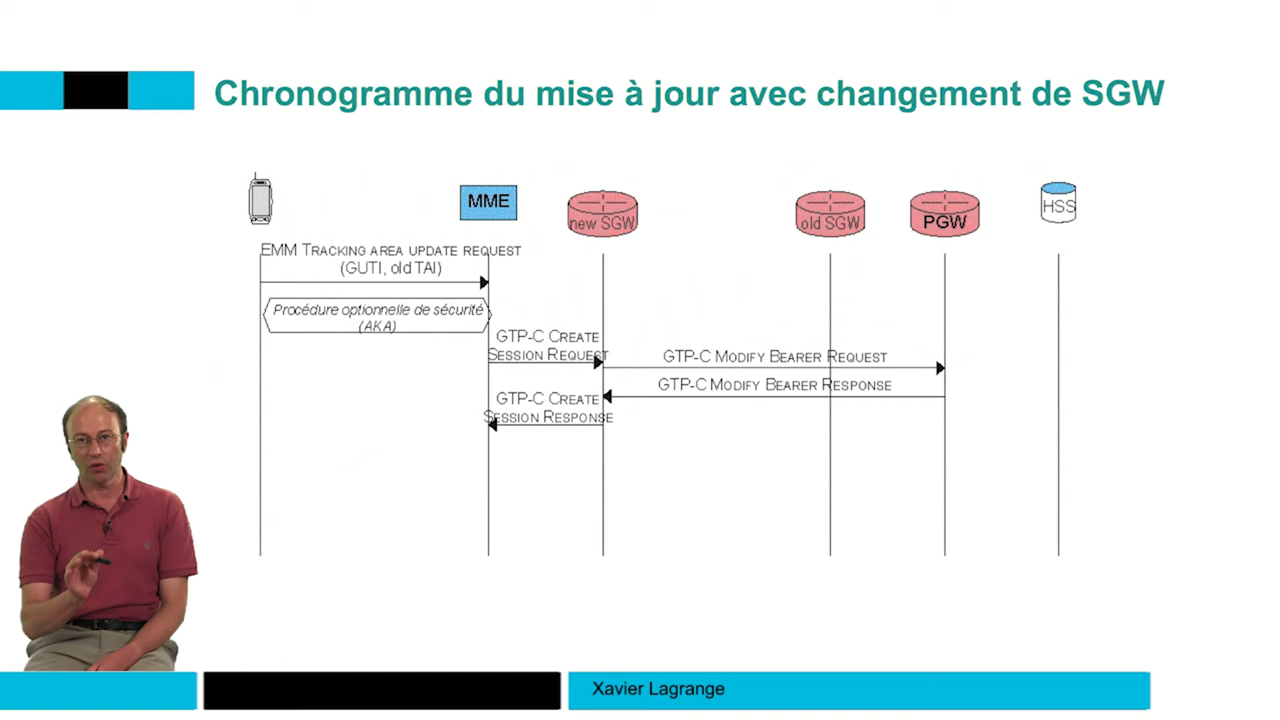 Chronogramme du mise à jour avec changement de SGW
MME
new SGW
old SGW
PGW
HSS
EMM TRACKING AREA UPDATE REQUEST
(GUTI, old TAI)
Procédure optionnelle de sécurité
(AKA)
GTP-C CREATE
SESSION REQUEST
GTP-C MODIFY BEARER REQUEST
GTP-C MODIFY BEARER RESPONSE
GTP-C CREATE
SESSION RESPONSE
Xavier Lagrange